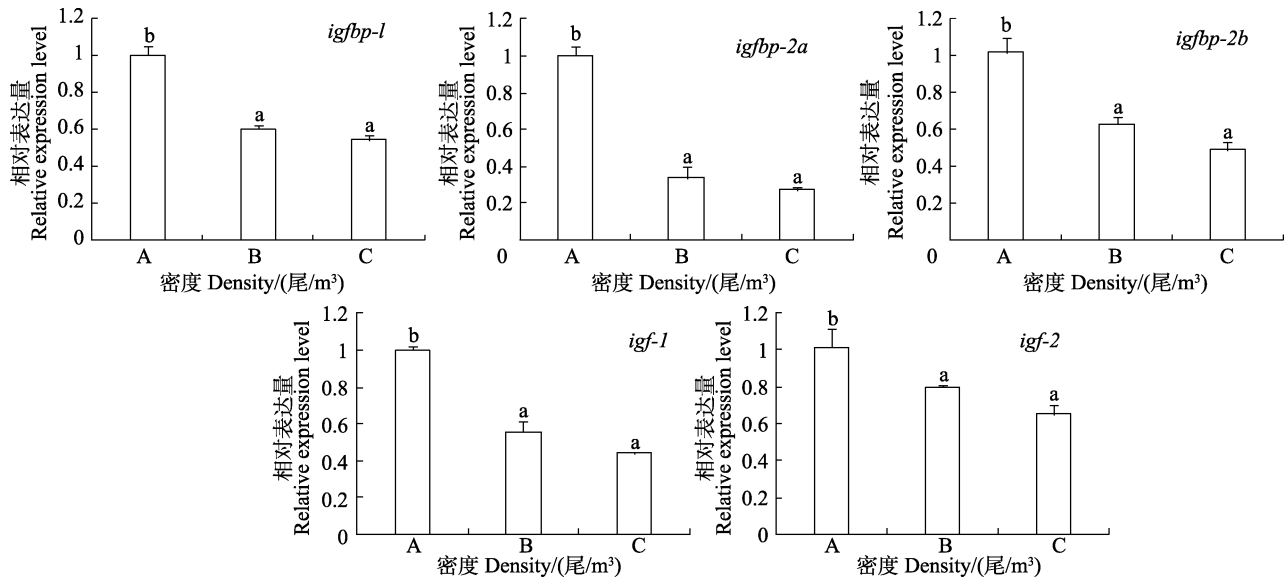 1.2
1
0.8
0.6
0.4
0.2
0
相对表达量
Relative expression level
igfbp-l
b
a
a
A
B
C
密度 Density/(尾/m³)
1.2
1
0.8
0.6
0.4
0.2
0
相对表达量
Relative expression level
igfbp-2a
b
a
a
A
B
C
密度 Density/(尾/m³)
1.2
1
0.8
0.6
0.4
0.2
0
相对表达量
Relative expression level
igfbp-2b
b
a
a
A
B
C
密度 Density/(尾/m³)
1.2
1
0.8
0.6
0.4
0.2
0
相对表达量
Relative expression level
igf-1
b
a
a
A
B
C
密度 Density/(尾/m³)
1.2
1
0.8
0.6
0.4
0.2
0
相对表达量
Relative expression level
igf-2
b
a
a
A
B
C
密度 Density/(尾/m³)